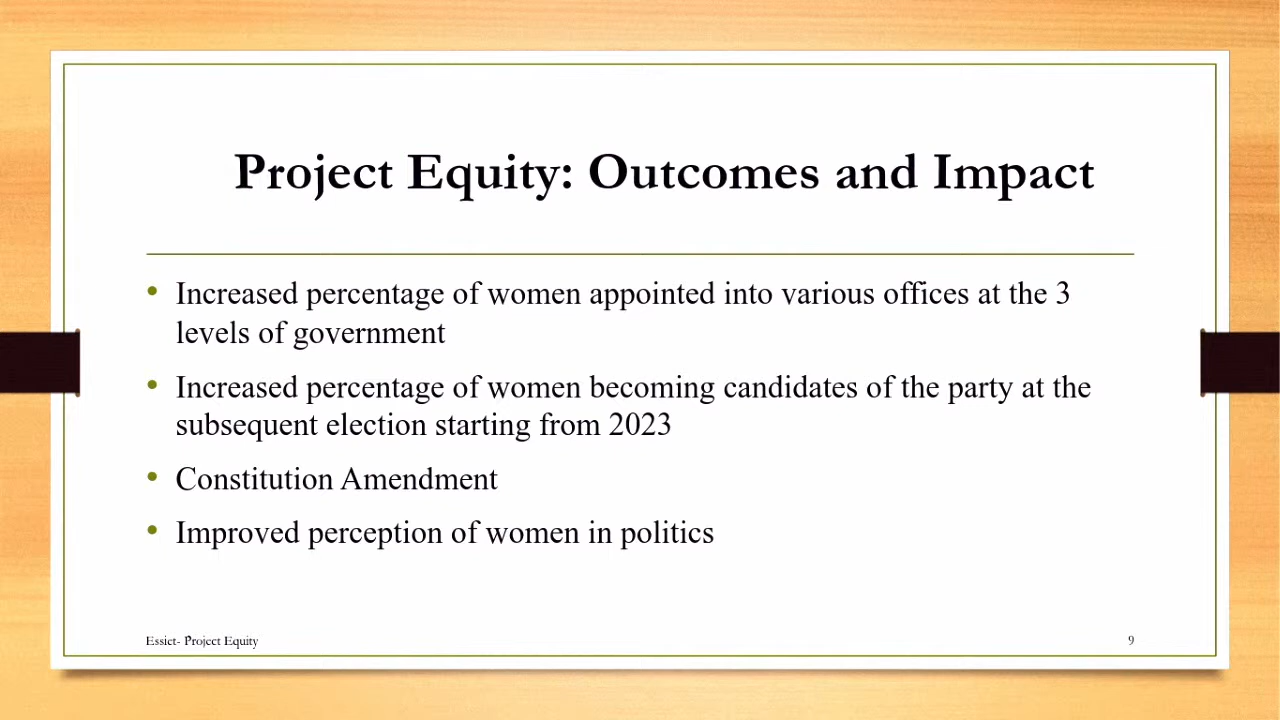 Project Equity: Outcomes and Impact
• Increased percentage of women appointed into various offices at the 3
levels of government
• Increased percentage of women becoming candidates of the party at the
subsequent election starting from 2023
• Constitution Amendment
• Improved perception of women in politics
Essiet- Project Equity
9